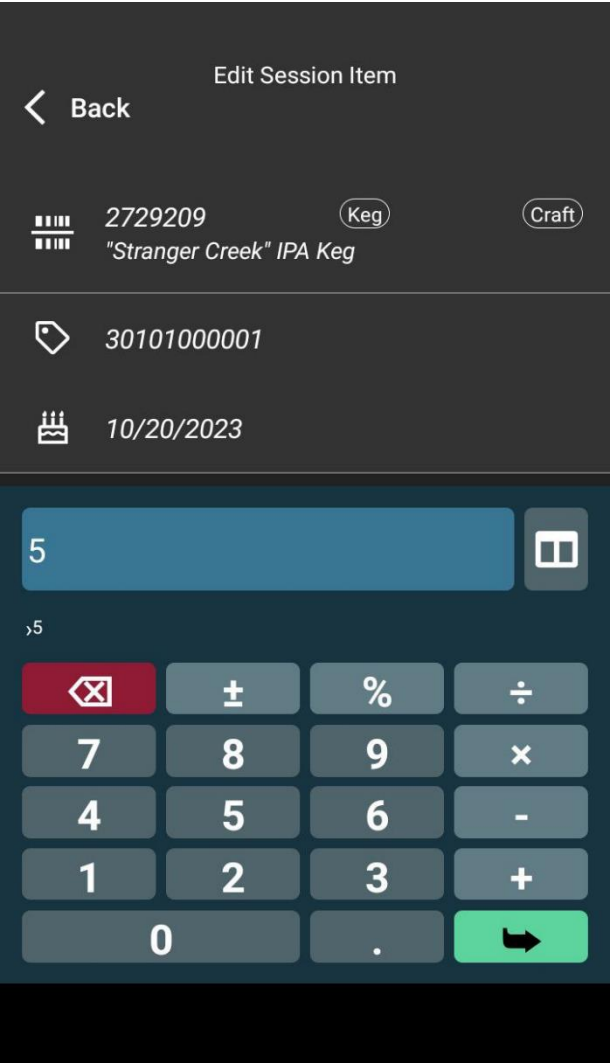 Edit Session Item
Back
2729209 Keg Craft
"Stranger Creek" IPA Keg
30101000001
10/20/2023
5
›5
± % ÷
7 8 9 ×
4 5 6 -
1 2 3 +
0 .